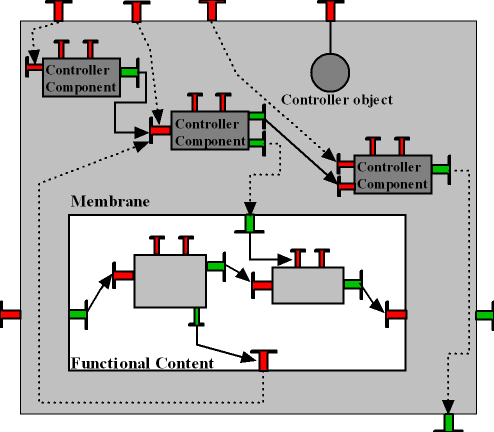 Controller
Component
Controller object
Controller
Component
Controller
Component
Membrane
Functional Content